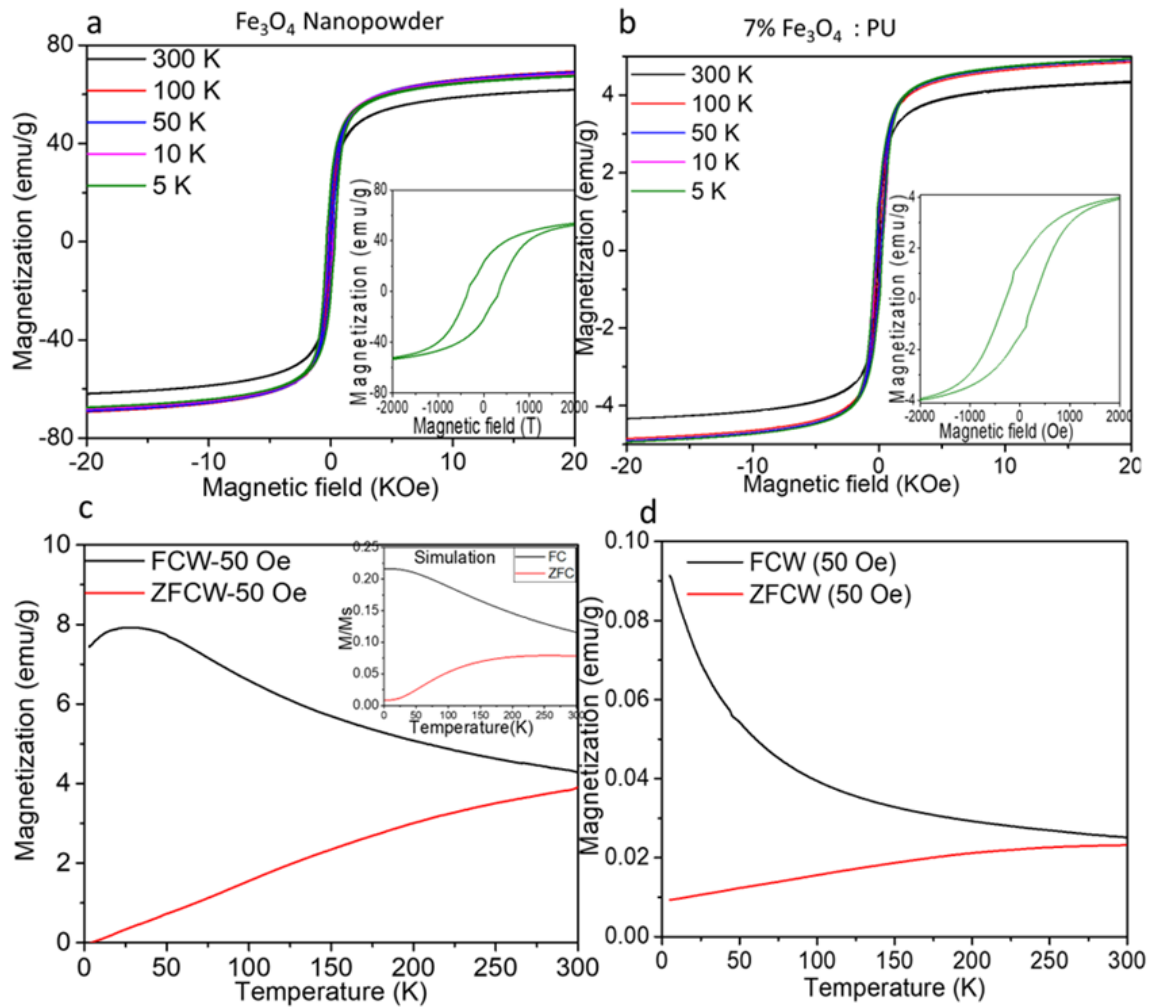 a
Fe₃O₄ Nanopowder
80
40
0
-40
-80
Magnetization (emu/g)
300 K
100 K
50 K
10 K
5 K
-20
-10
0
10
20
Magnetic field (KOe)
80
40
0
-40
-80
Magnetization (emu/g)
-2000
-1000
0
1000
2000
Magnetic field (T)
b
7% Fe₃O₄ : PU
4
2
0
-2
-4
Magnetization (emu/g)
300 K
100 K
50 K
10 K
5 K
-20
-10
0
10
20
Magnetic field (KOe)
4
2
0
-2
-4
Magnetization (emu/g)
-2000
-1000
0
1000
2000
Magnetic field (Oe)
c
10
8
6
4
2
0
Magnetization (emu/g)
FCW-50 Oe
ZFCW-50 Oe
0
50
100
150
200
250
300
Temperature (K)
Simulation
FC
ZFC
0.25
0.20
0.15
0.10
0.05
0.00
M/Ms
0
50
100
150
200
250
300
Temperature(K)
d
0.10
0.08
0.06
0.04
0.02
0.00
Magnetization (emu/g)
FCW (50 Oe)
ZFCW (50 Oe)
0
50
100
150
200
250
300
Temperature (K)